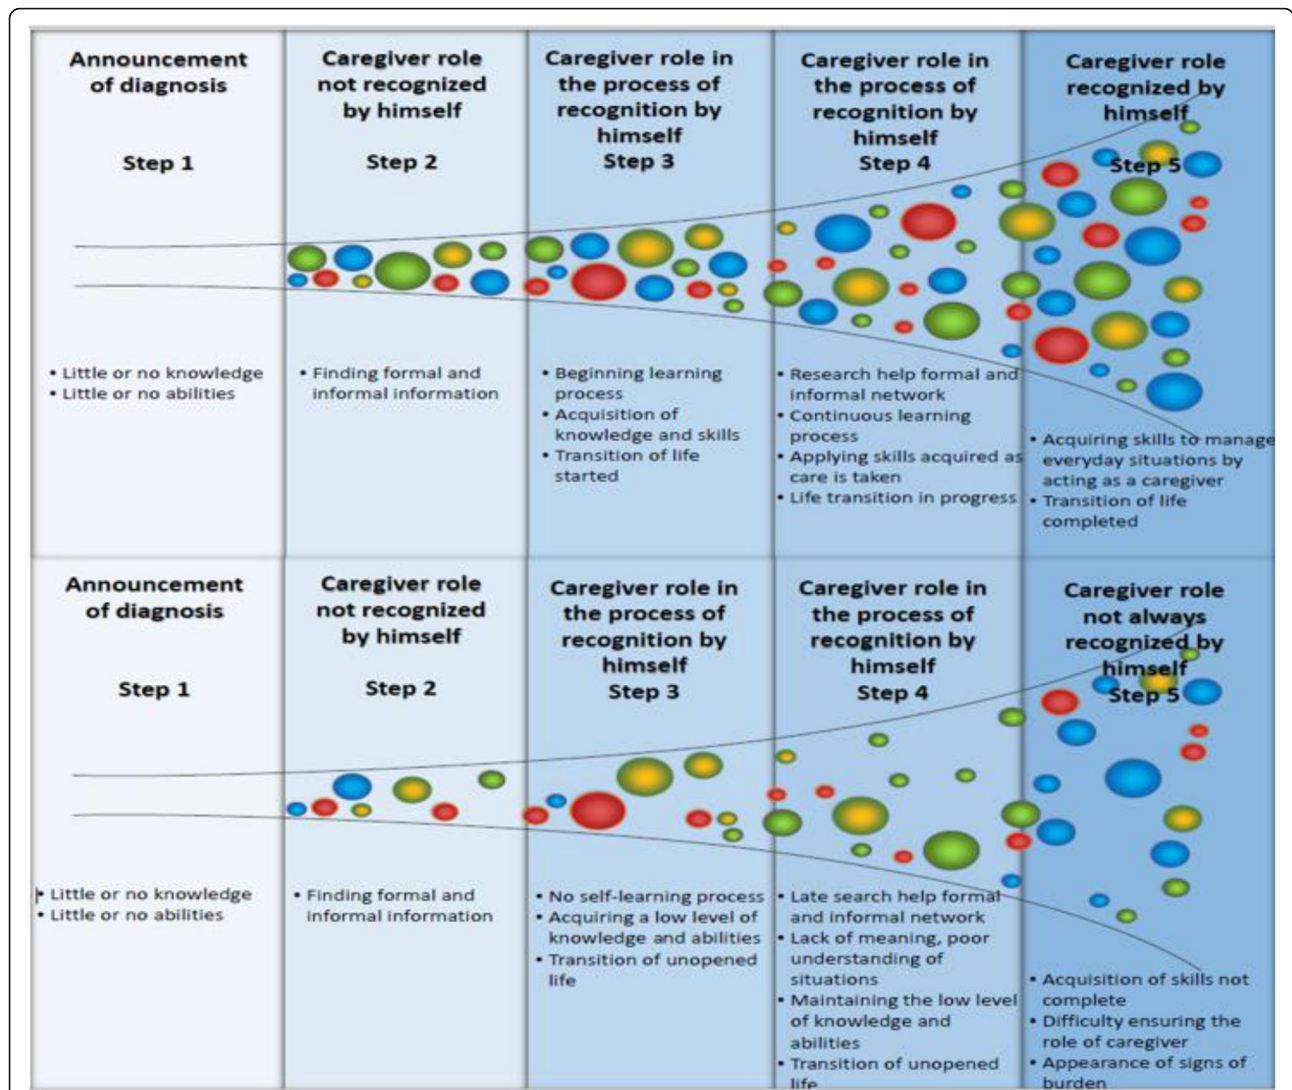 Announcement
of diagnosis
Step 1
Caregiver role
not recognized
by himself
Step 2
Caregiver role in
the process of
recognition by
himself
Step 3
Caregiver role in
the process of
recognition by
himself
Step 4
Caregiver role
recognized by
himself
Step 5
• Little or no knowledge
• Little or no abilities
• Finding formal and
informal information
• Beginning learning
process
• Acquisition of
knowledge and skills
• Transition of life
started
• Research help formal and
informal network
• Continuous learning
process
• Applying skills acquired as
care is taken
• Life transition in progress
• Acquiring skills to manage
everyday situations by
acting as a caregiver
• Transition of life
completed
Announcement
of diagnosis
Step 1
Caregiver role
not recognized
by himself
Step 2
Caregiver role in
the process of
recognition by
himself
Step 3
Caregiver role in
the process of
recognition by
himself
Step 4
Caregiver role
not always
recognized by
himself
Step 5
• Little or no knowledge
• Little or no abilities
• Finding formal and
informal information
• No self-learning process
• Acquiring a low level of
knowledge and abilities
• Transition of unopened
life
• Late search help formal
and informal network
• Lack of meaning, poor
understanding of
situations
• Maintaining the low level
of knowledge and
abilities
• Transition of unopened
life
• Acquisition of skills not
complete
• Difficulty ensuring the
role of caregiver
• Appearance of signs of
burden